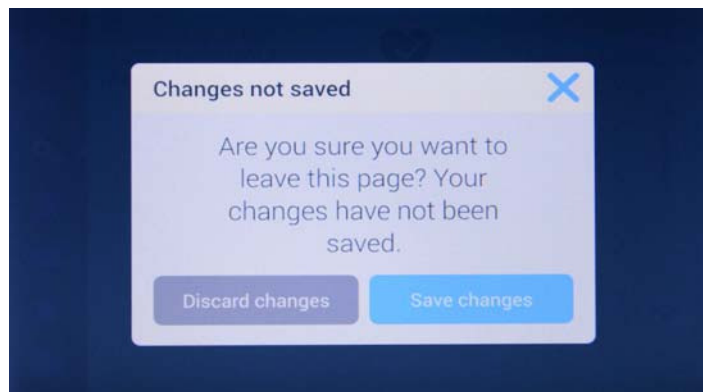 Changes not saved
Are you sure you want to
leave this page? Your
changes have not been
saved.
Discard changes
Save changes